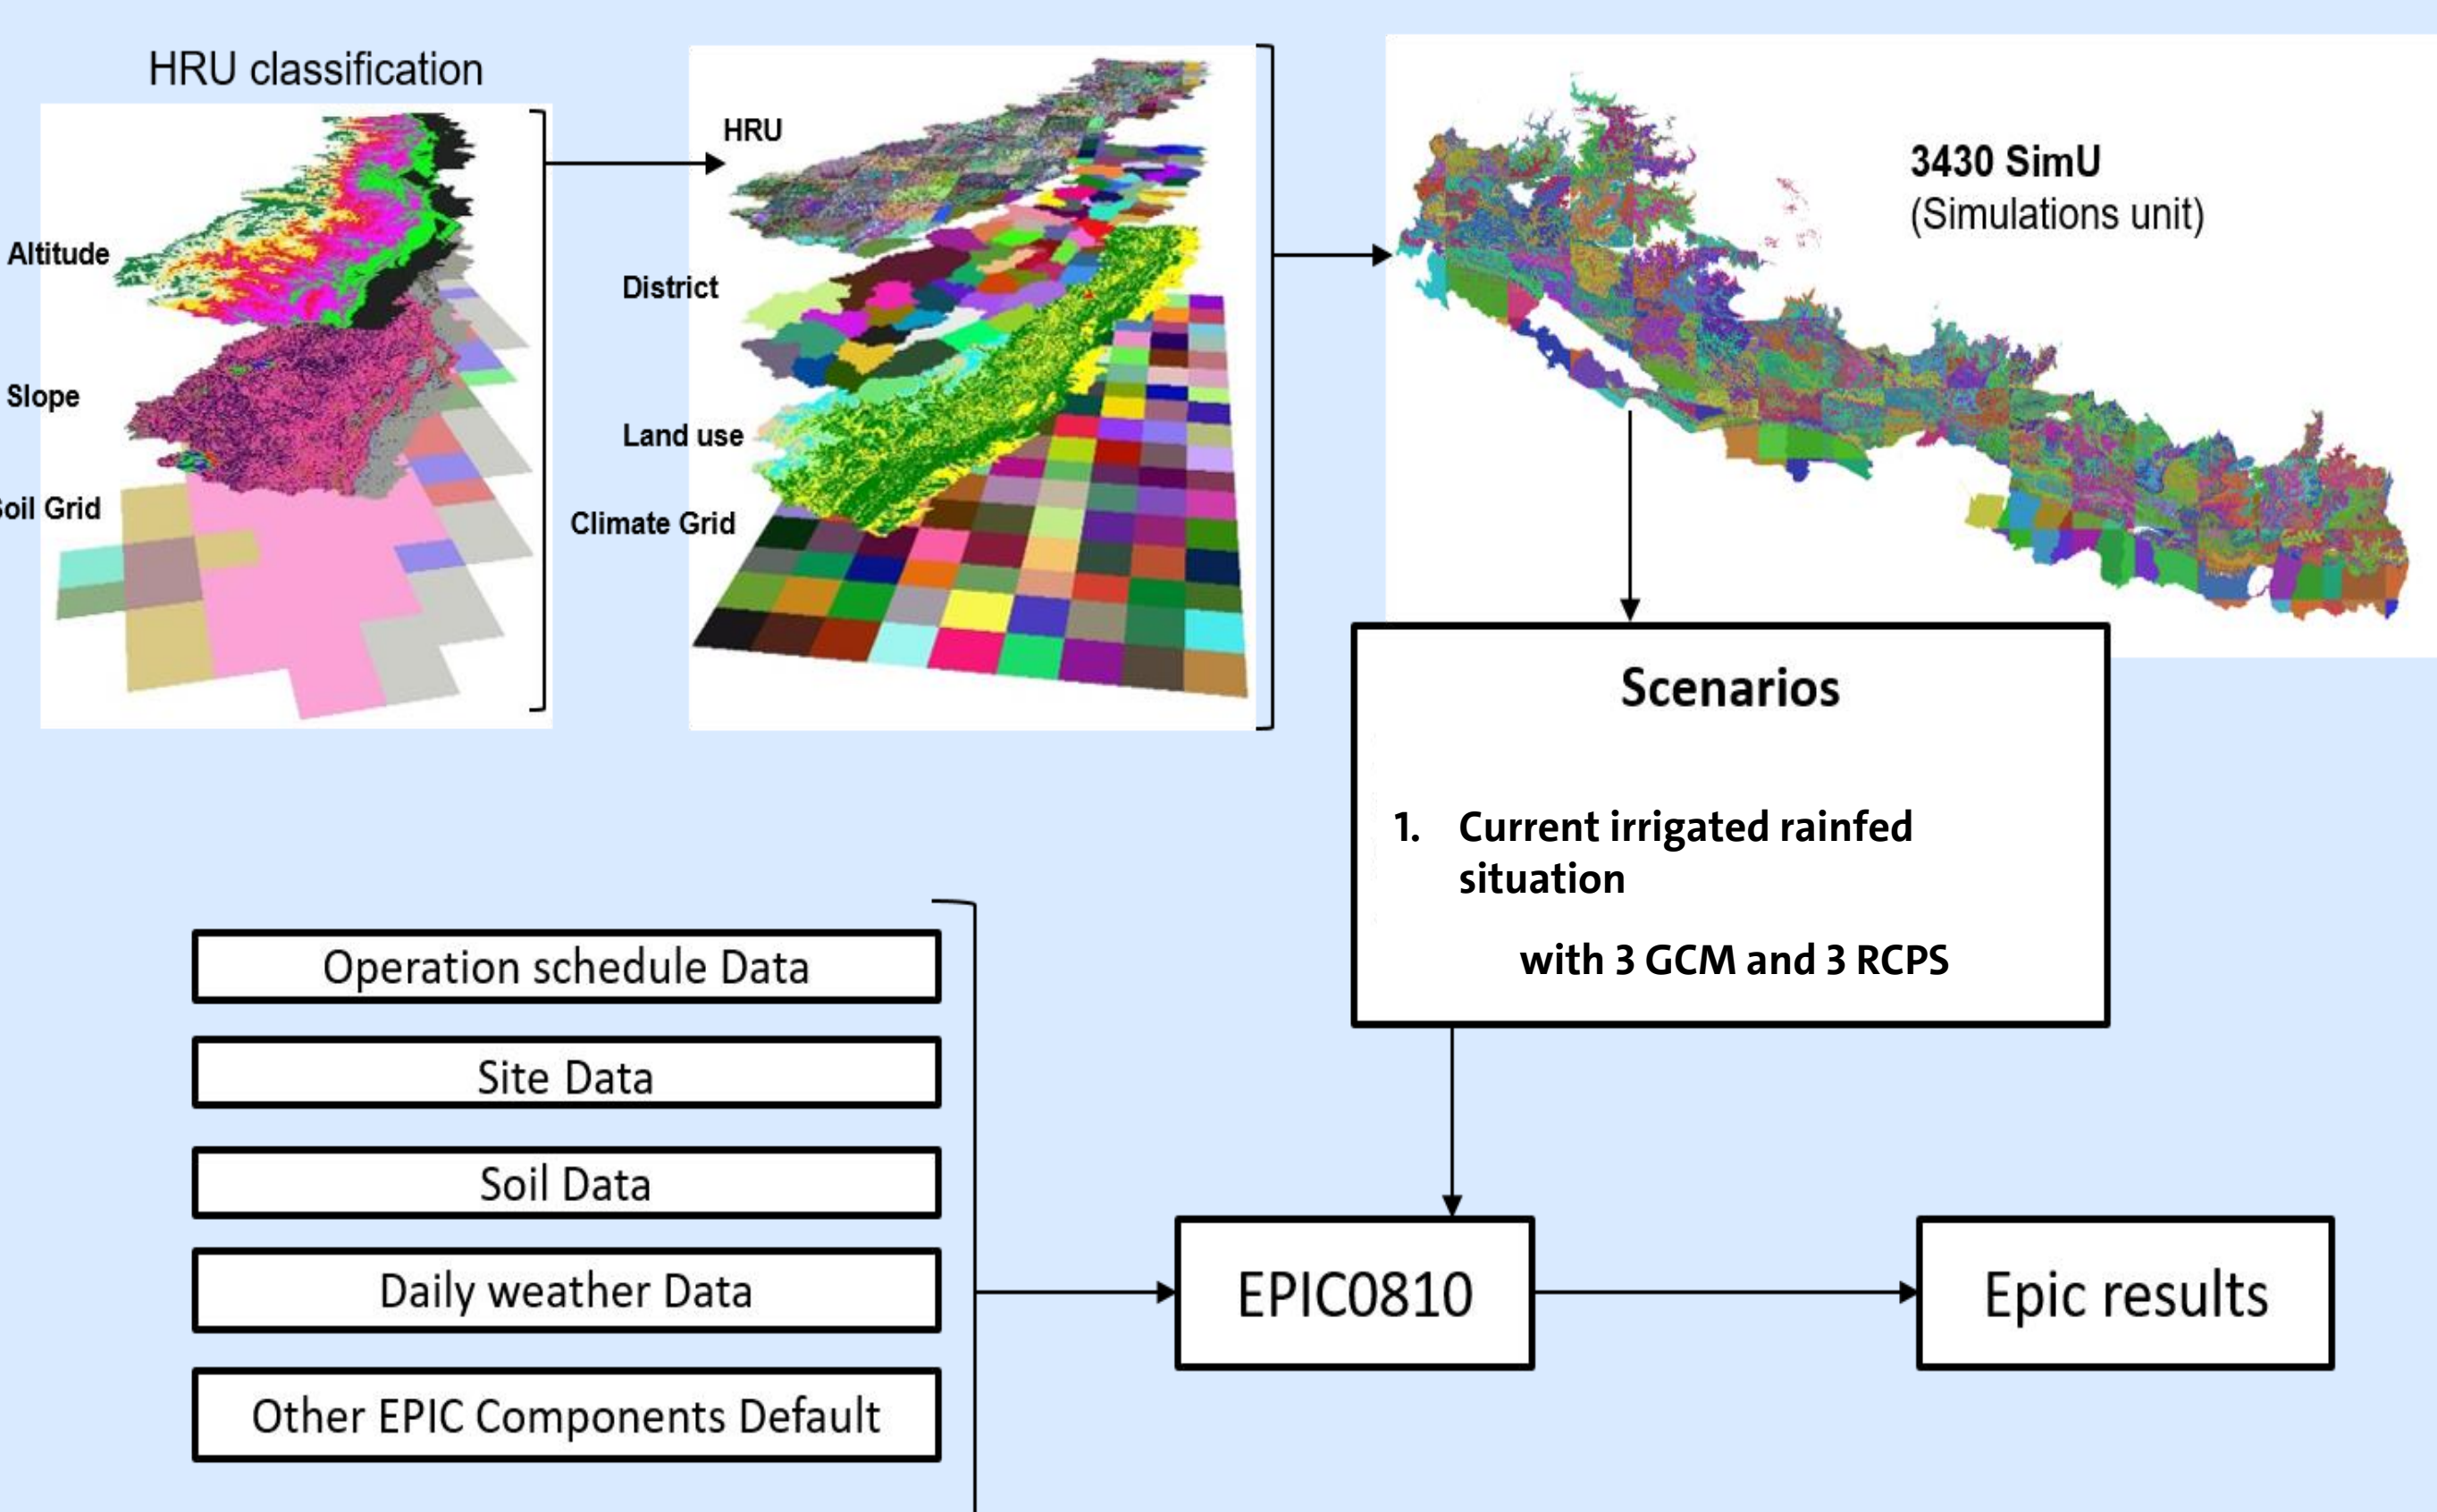 HRU classification
Altitude
Slope
oil Grid
HRU
District
Land use
Climate Grid
3430 SimU
(Simulations unit)
Scenarios
1. Current irrigated rainfed
situation
with 3 GCM and 3 RCPS
Operation schedule Data
Site Data
Soil Data
Daily weather Data
Other EPIC Components Default
EPIC0810
Epic results